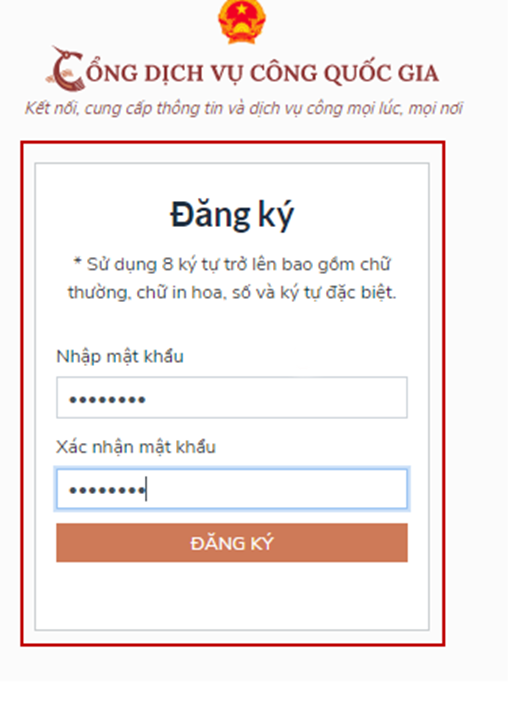 CỔNG DỊCH VỤ CÔNG QUỐC GIA
Kết nối, cung cấp thông tin và dịch vụ công mọi lúc, mọi nơi
Đăng ký
* Sử dụng 8 ký tự trở lên bao gồm chữ
thường, chữ in hoa, số và ký tự đặc biệt.
Nhập mật khẩu
••••••••
Xác nhận mật khẩu
••••••••
ĐĂNG KÝ